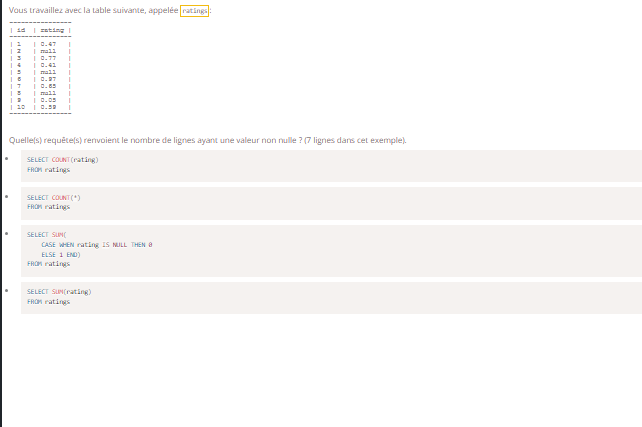 Vous travaillez avec la table suivante, appelée ratings:
----------------
| id | rating |
----------------
| 1 | 0.47 |
| 2 | null |
| 3 | 0.77 |
| 4 | 0.41 |
| 5 | null |
| 6 | 0.97 |
| 7 | 0.65 |
| 8 | null |
| 9 | 0.05 |
| 10 | 0.58 |
----------------
Quelle(s) requête(s) renvoient le nombre de lignes ayant une valeur non nulle ? (7 lignes dans cet exemple).
• SELECT COUNT(rating)
FROM ratings
• SELECT COUNT(*)
FROM ratings
• SELECT SUM(
CASE WHEN rating IS NULL THEN 0
ELSE 1 END)
FROM ratings
• SELECT SUM(rating)
FROM ratings